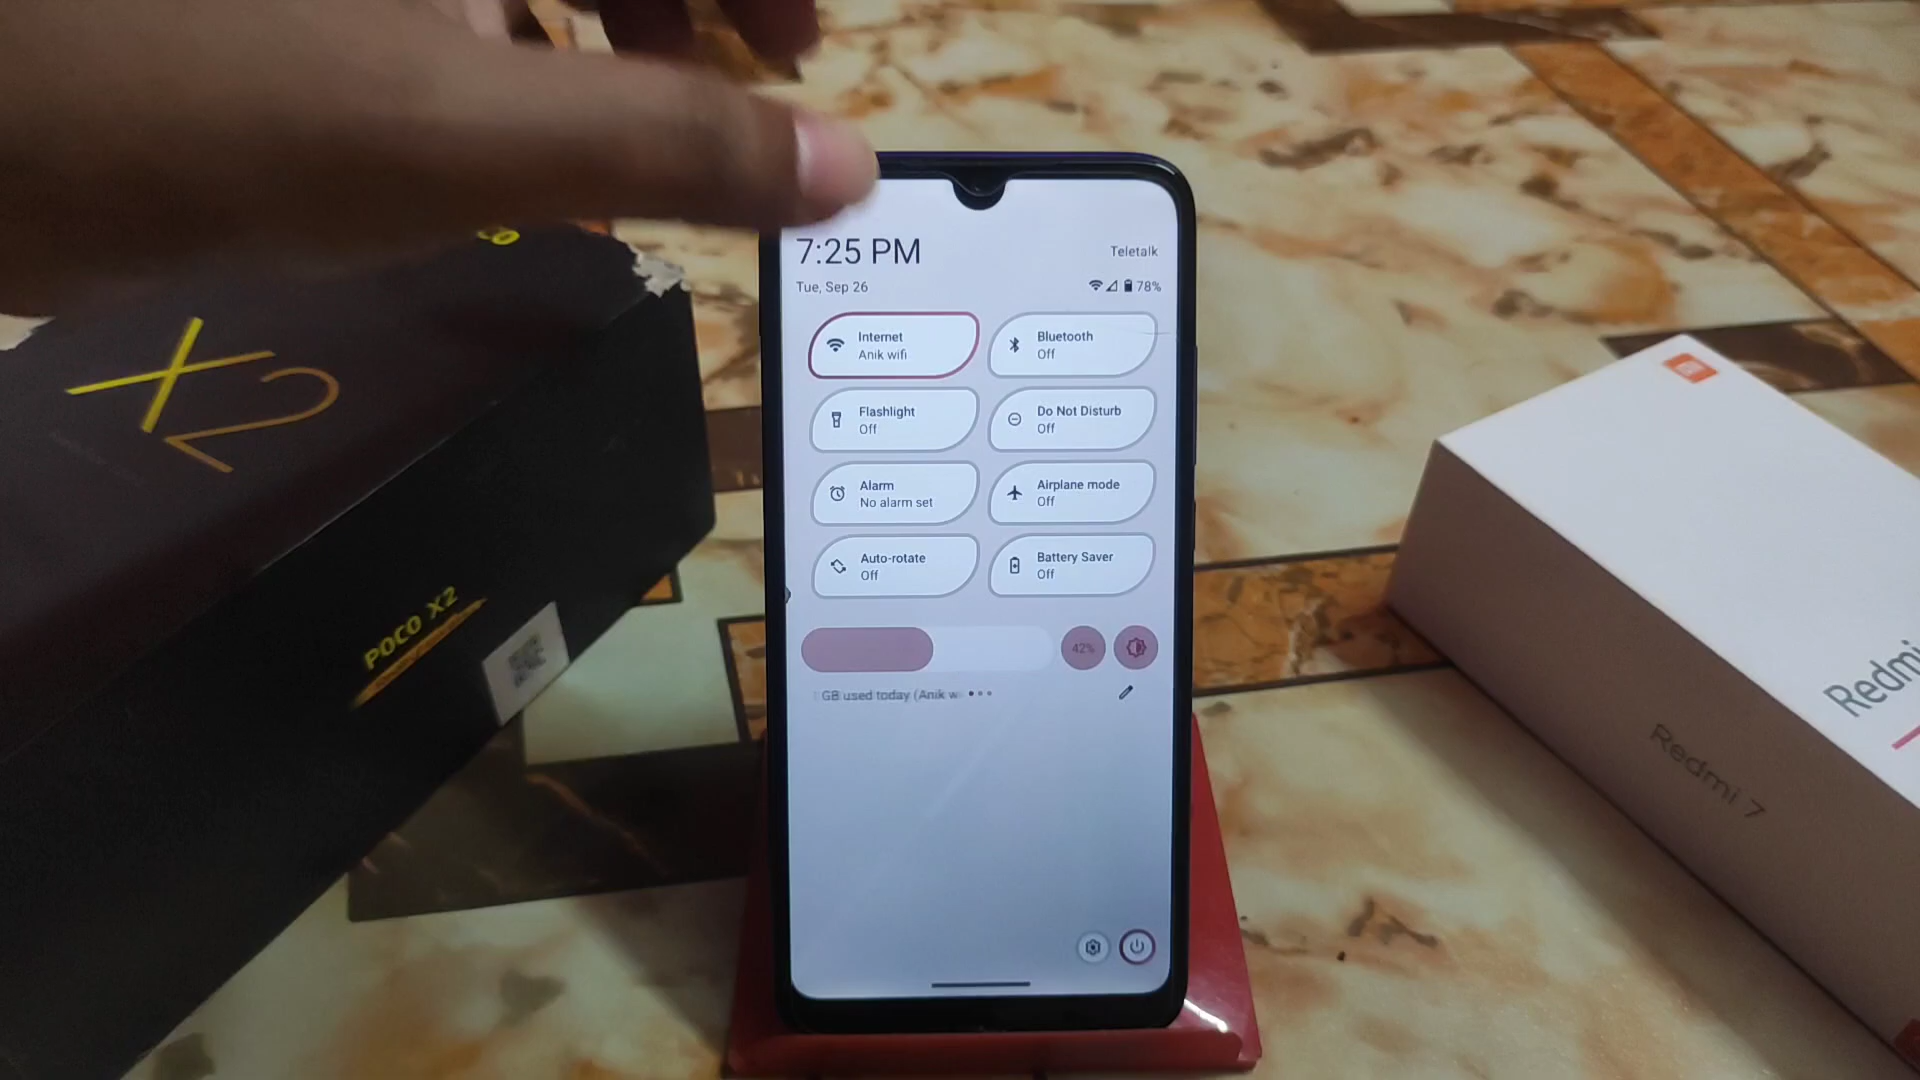 X2
POCO X2
7:25 PM
Teletalk
Tue, Sep 26
78%
Internet
Anik wifi
Bluetooth
Off
Flashlight
Off
Do Not Disturb
Off
Alarm
No alarm set
Airplane mode
Off
Auto-rotate
Off
Battery Saver
Off
42%
GB used today (Anik w
Redmi
Redmi 7